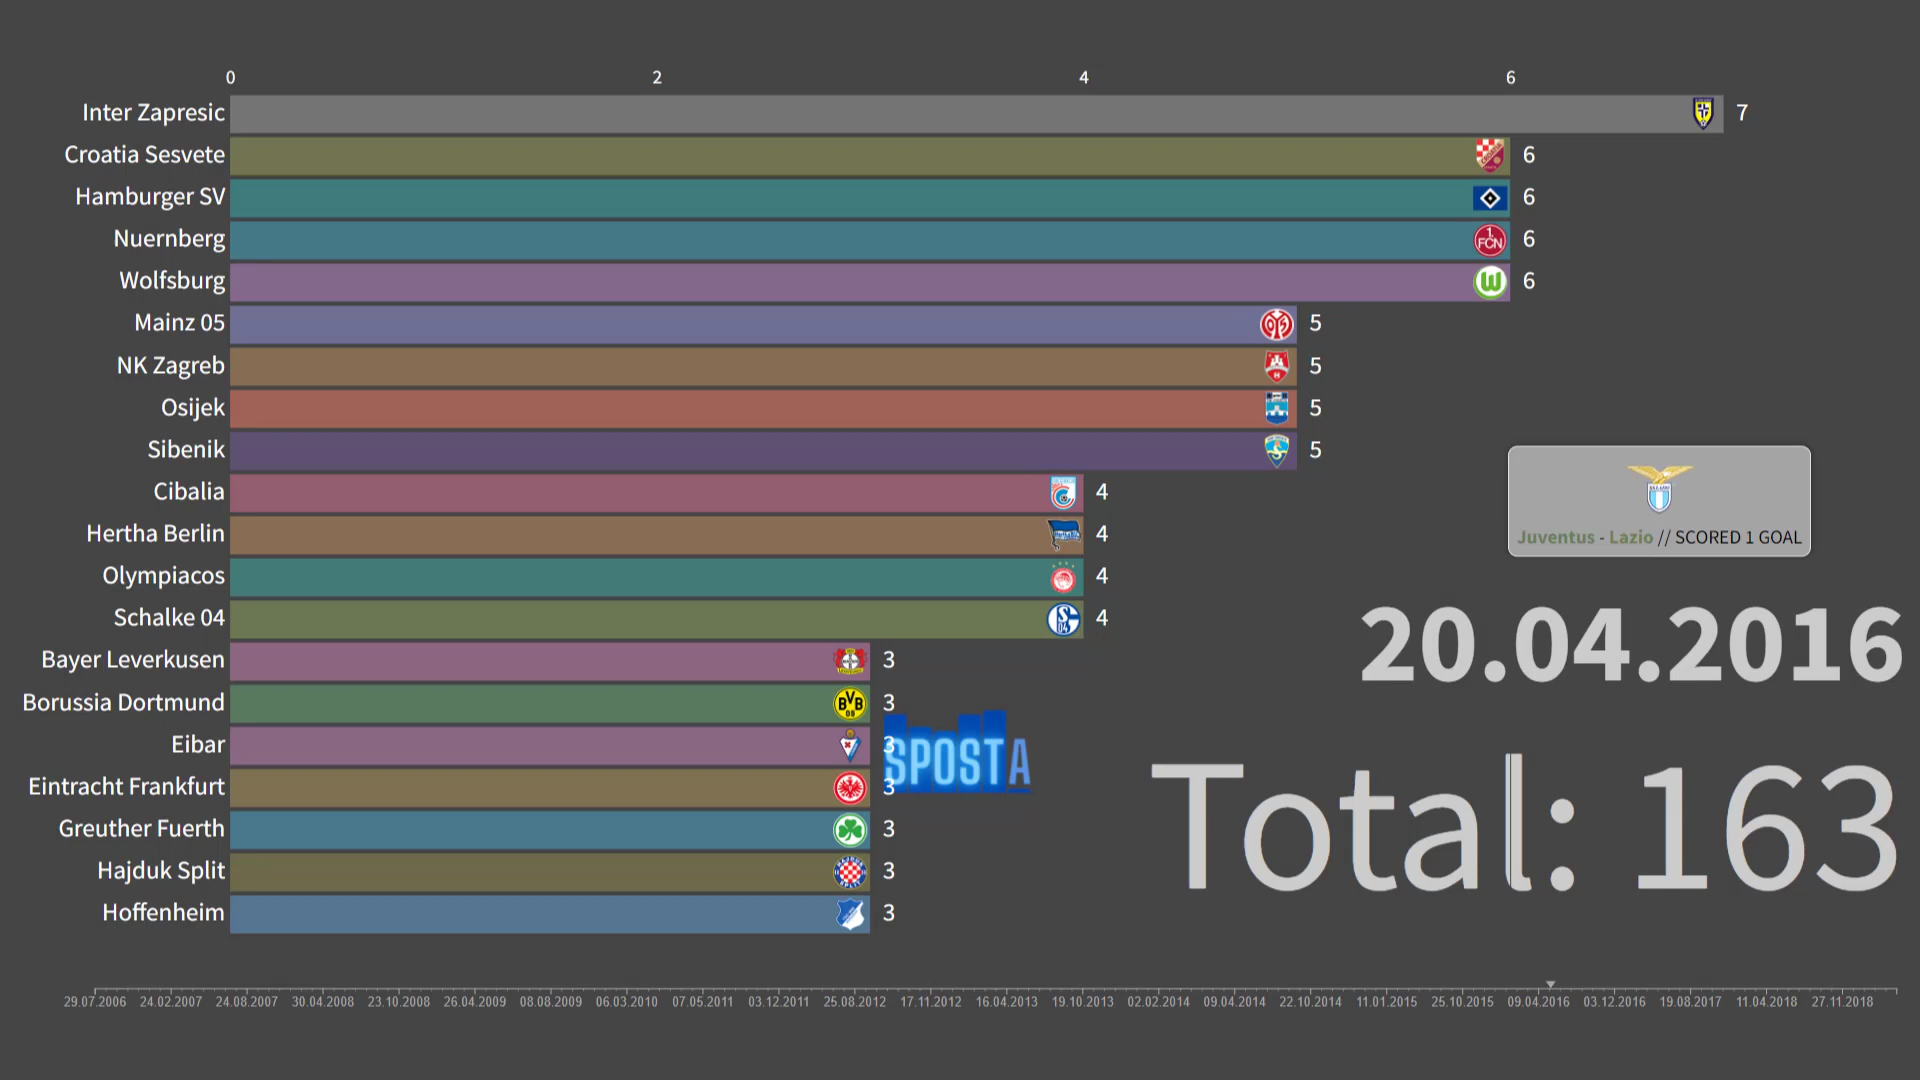 0 2 4 6
Inter Zapresic 7
Croatia Sesvete 6
Hamburger SV 6
Nuernberg 6
Wolfsburg 6
Mainz 05 5
NK Zagreb 5
Osijek 5
Sibenik 5
Cibalia 4
Hertha Berlin 4
Olympiacos 4
Schalke 04 4
Bayer Leverkusen 3
Borussia Dortmund 3
Eibar 3
Eintracht Frankfurt 3
Greuther Fuerth 3
Hajduk Split 3
Hoffenheim 3
SPOSTA
Juventus - Lazio // SCORED 1 GOAL
20.04.2016
Total: 163
29.07.2006 24.02.2007 24.08.2007 30.04.2008 23.10.2008 26.04.2009 08.08.2009 06.03.2010 07.05.2011 03.12.2011 25.08.2012 17.11.2012 16.04.2013 19.10.2013 02.02.2014 09.04.2014 22.10.2014 11.01.2015 25.10.2015 09.04.2016 03.12.2016 19.08.2017 11.04.2018 27.11.2018